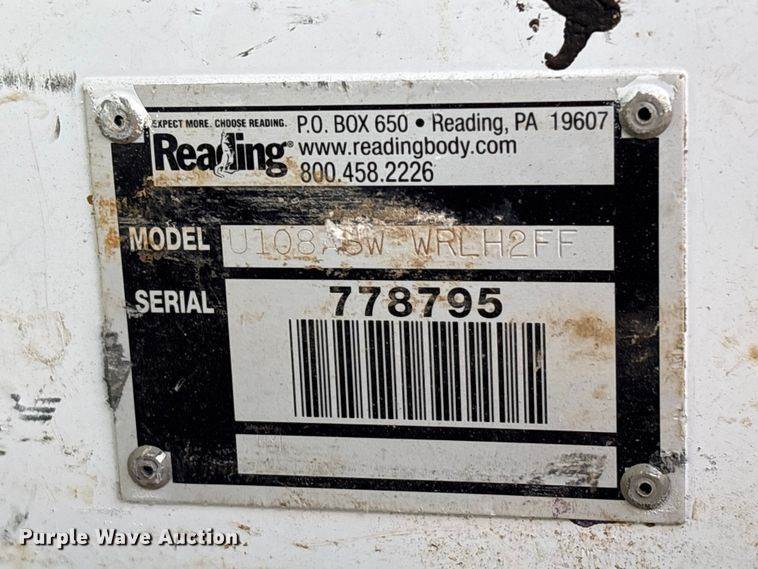 EXPECT MORE. CHOOSE READING.
Reading®
P.O. BOX 650 • Reading, PA 19607
www.readingbody.com
800.458.2226
MODEL WRLH2FF
SERIAL 778795
Purple Wave Auction